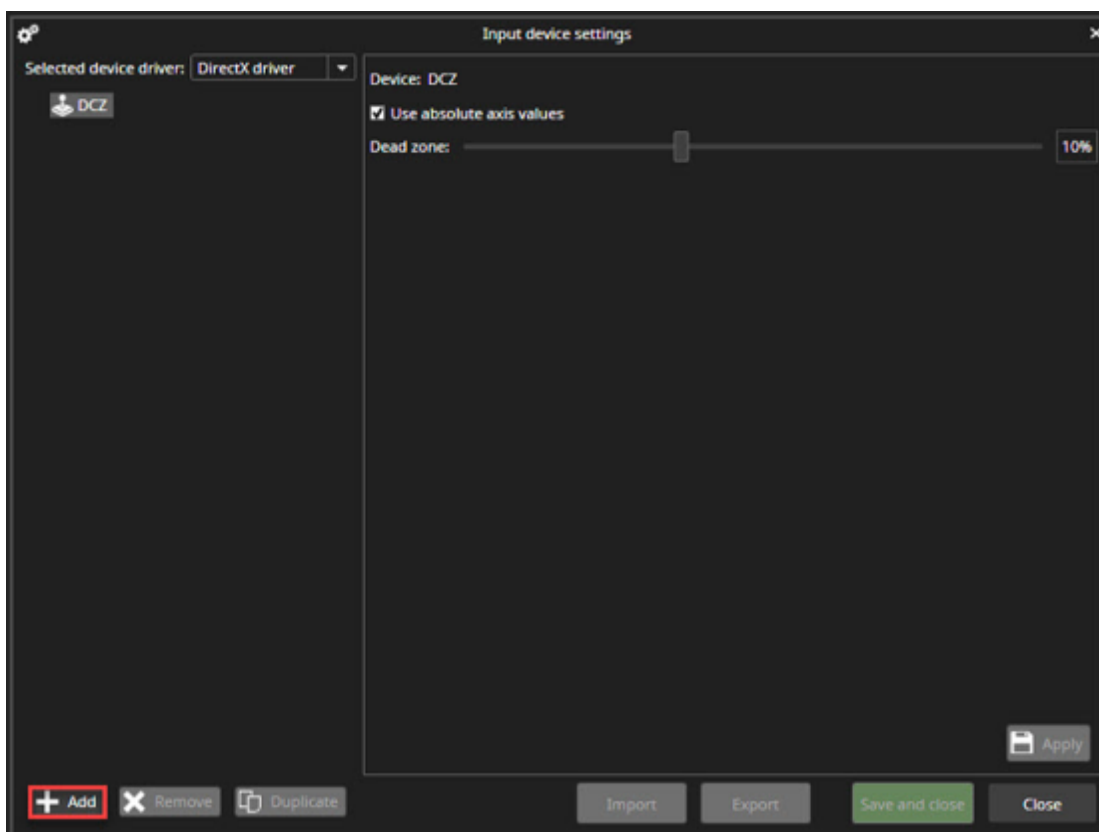 Input device settings
Selected device driver: DirectX driver
DCZ
Device: DCZ
Use absolute axis values
Dead zone: 10%
Apply
Add Remove Duplicate Import Export Save and close Close